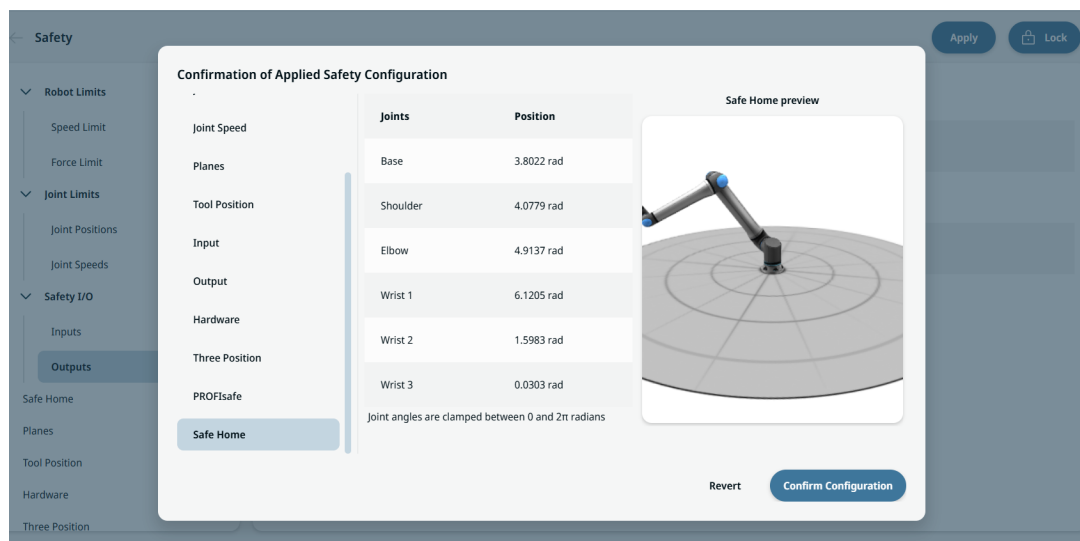 Safety
Apply
Lock
Robot Limits
Speed Limit
Force Limit
Joint Limits
Joint Positions
Joint Speeds
Safety I/O
Inputs
Outputs
Safe Home
Planes
Tool Position
Hardware
Three Position
Confirmation of Applied Safety Configuration
Joint Speed
Planes
Tool Position
Input
Output
Hardware
Three Position
PROFIsafe
Safe Home
Joints Position
Base 3.8022 rad
Shoulder 4.0779 rad
Elbow 4.9137 rad
Wrist 1 6.1205 rad
Wrist 2 1.5983 rad
Wrist 3 0.0303 rad
Joint angles are clamped between 0 and 2π radians
Safe Home preview
Revert
Confirm Configuration